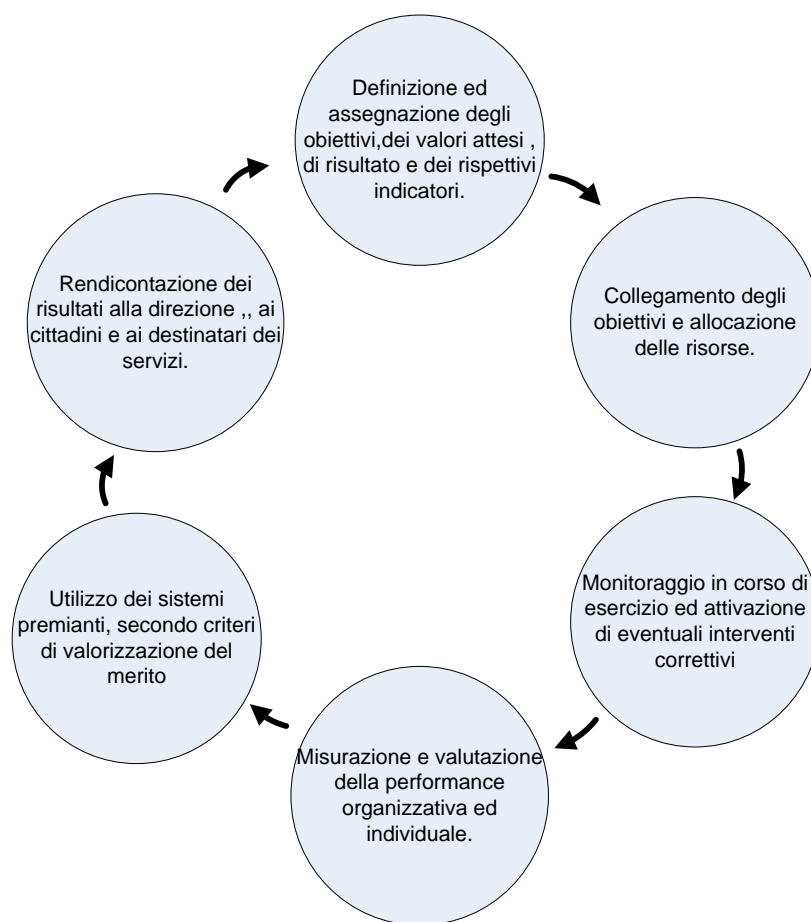 Definizione ed
assegnazione degli
obiettivi,dei valori attesi ,
di risultato e dei rispettivi
indicatori.
Collegamento degli
obiettivi e allocazione
delle risorse.
Monitoraggio in corso di
esercizio ed attivazione
di eventuali interventi
correttivi
Misurazione e valutazione
della performance
organizzativa ed
individuale.
Utilizzo dei sistemi
premianti, secondo criteri
di valorizzazione del
merito
Rendicontazione dei
risultati alla direzione ,, ai
cittadini e ai destinatari dei
servizi.